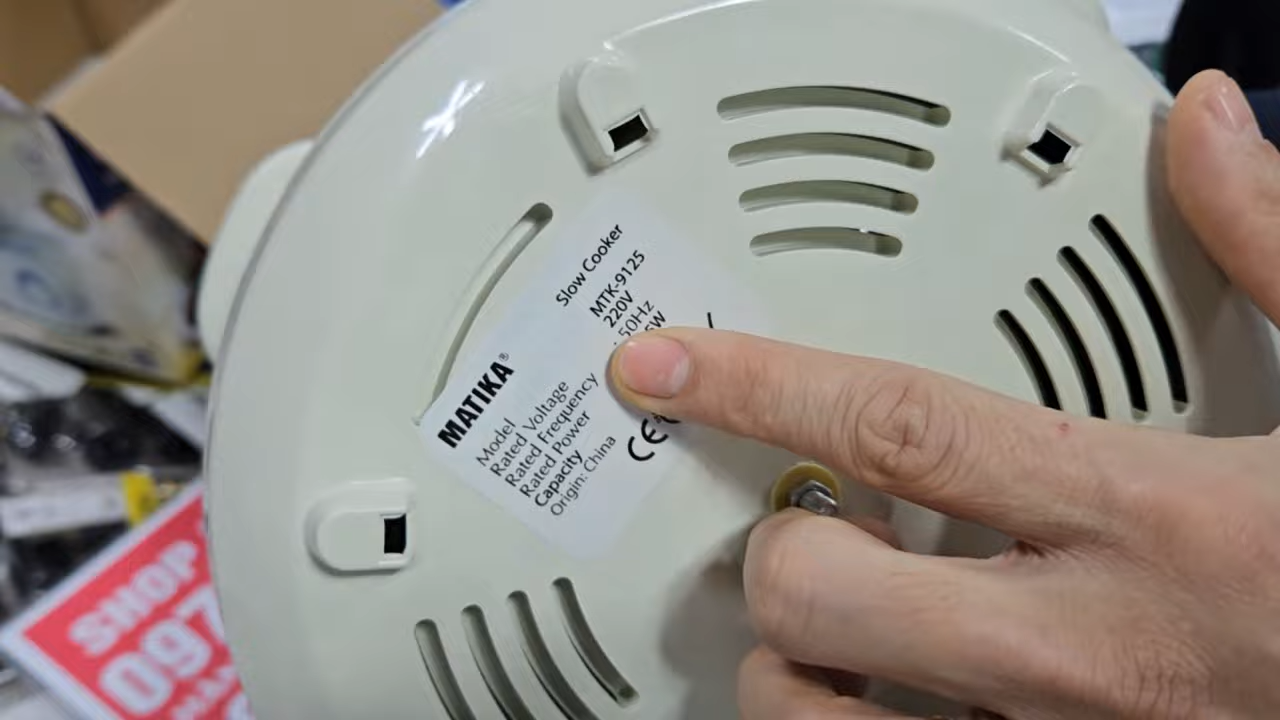 Slow Cooker
MATIKA®
Model MTK-9125
Rated Voltage 220V
Rated Frequency 50Hz
Rated Power
Capacity
Origin: China
CE
SHOP
097